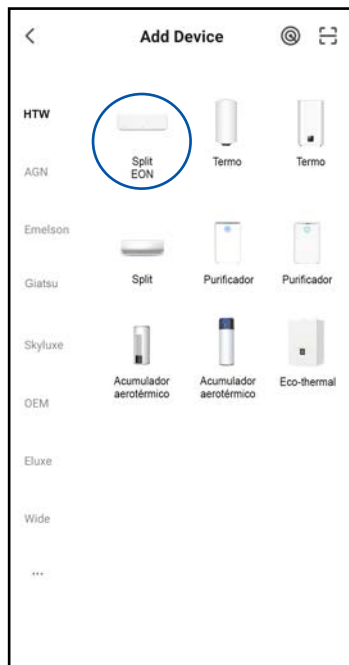 Add Device
HTW
AGN
Emelson
Giatsu
Skyluxe
OEM
Eluxe
Wide
...
Split
EON
Termo
Termo
Split
Purificador
Purificador
Acumulador
aerotérmico
Acumulador
aerotérmico
Eco-thermal